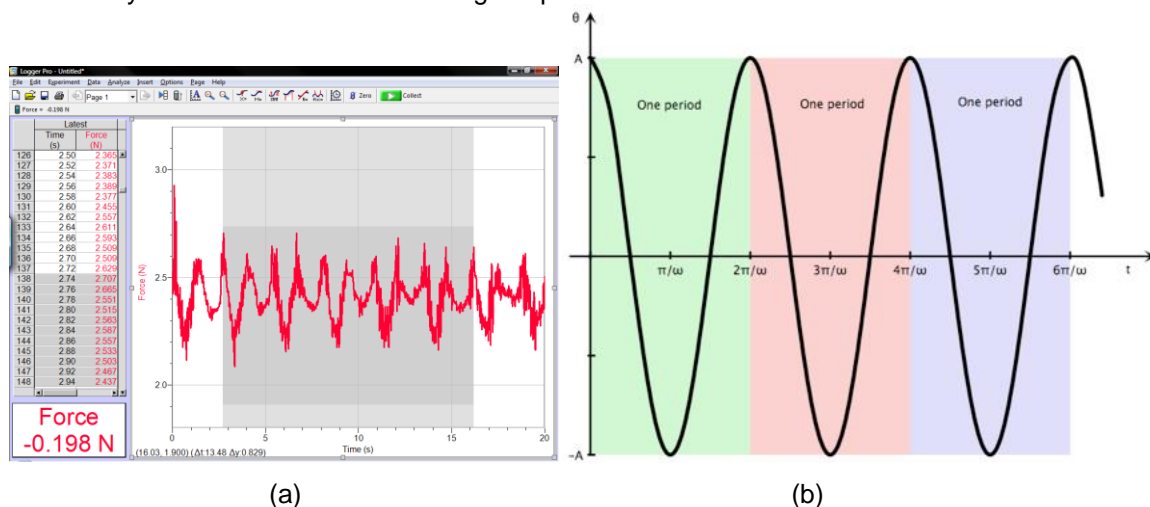 Logger Pro - Untitled*
File Edit Experiment Data Analyze Insert Options Page Help
Page 1
Zero
Collect
Force = -0.198 N
Latest
Time Force
(s) (N)
126 2.50 2.365
127 2.52 2.371
128 2.54 2.383
129 2.56 2.389
130 2.58 2.377
131 2.60 2.455
132 2.62 2.557
133 2.64 2.611
134 2.66 2.593
135 2.68 2.509
136 2.70 2.509
137 2.72 2.629
138 2.74 2.707
139 2.76 2.665
140 2.78 2.551
141 2.80 2.515
142 2.82 2.563
143 2.84 2.587
144 2.86 2.557
145 2.88 2.533
146 2.90 2.503
147 2.92 2.467
148 2.94 2.437
Force
-0.198 N
Force (N)
3.0
2.5
2.0
0 5 10 15 20
(16.03, 1.900) (Δt:13.48 Δy:0.829)
Time (s)
(a)
θ
A
One period One period One period
π/ω 2π/ω 3π/ω 4π/ω 5π/ω 6π/ω t
-A
(b)